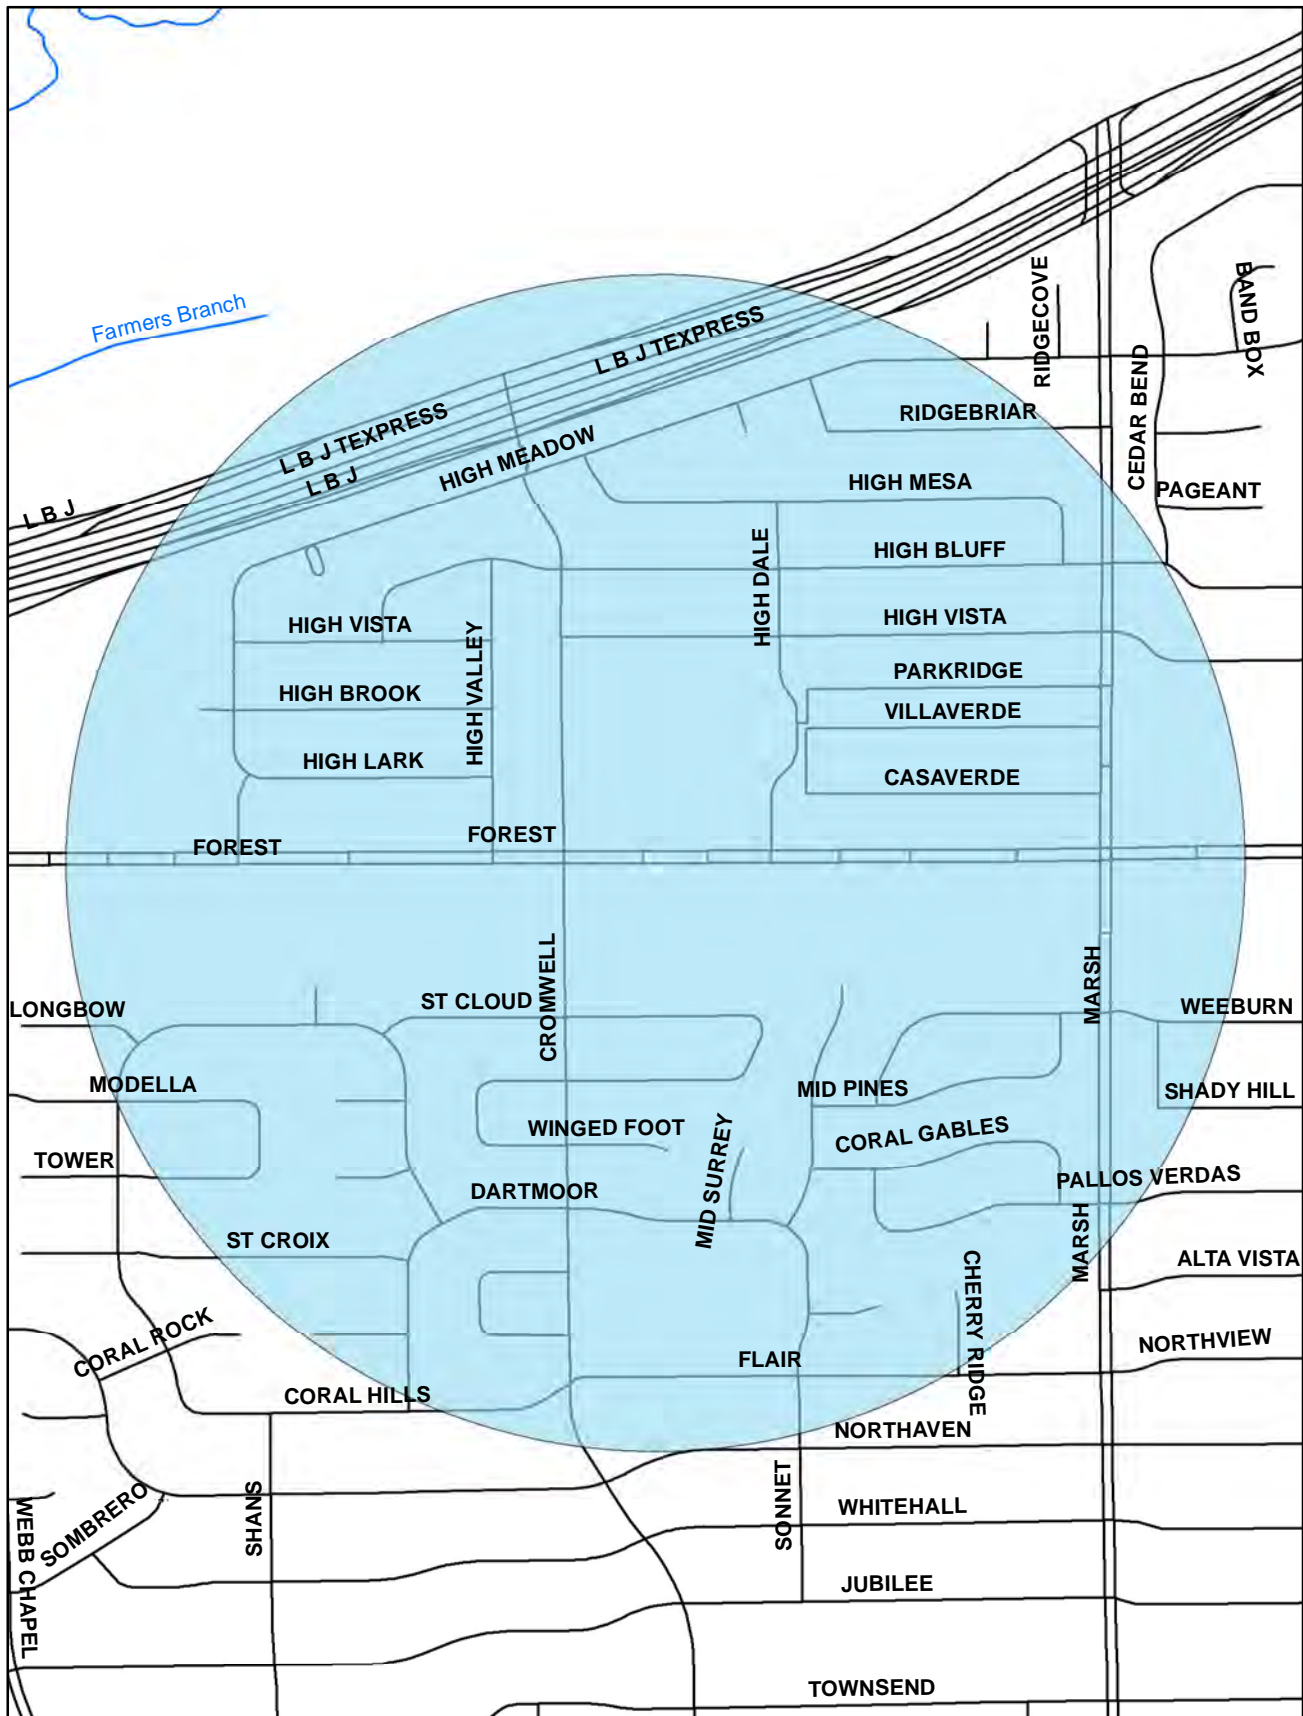 Farmers Branch
RIDGECOVE
BAND BOX
L B J TEXPRESS
CEDAR BEND
L B J TEXPRESS
RIDGEBRIAR
HIGH MEADOW
L B J
HIGH MESA
PAGEANT
L B J
HIGH BLUFF
HIGH DALE
HIGH VISTA
HIGH VISTA
HIGH VALLEY
PARKRIDGE
HIGH BROOK
VILLAVERDE
HIGH LARK
CASAVERDE
FOREST
FOREST
CROMWELL
MARSH
LONGBOW
ST CLOUD
WEEBURN
MODELLA
MID PINES
SHADY HILL
WINGED FOOT
CORAL GABLES
MID SURREY
TOWER
DARTMOOR
PALLOS VERDAS
ST CROIX
MARSH
ALTA VISTA
CHERRY RIDGE
CORAL ROCK
NORTHVIEW
FLAIR
CORAL HILLS
NORTHAVEN
SOMBRERO
SHANS
SONNET
WHITEHALL
WEBB CHAPEL
JUBILEE
TOWNSEND